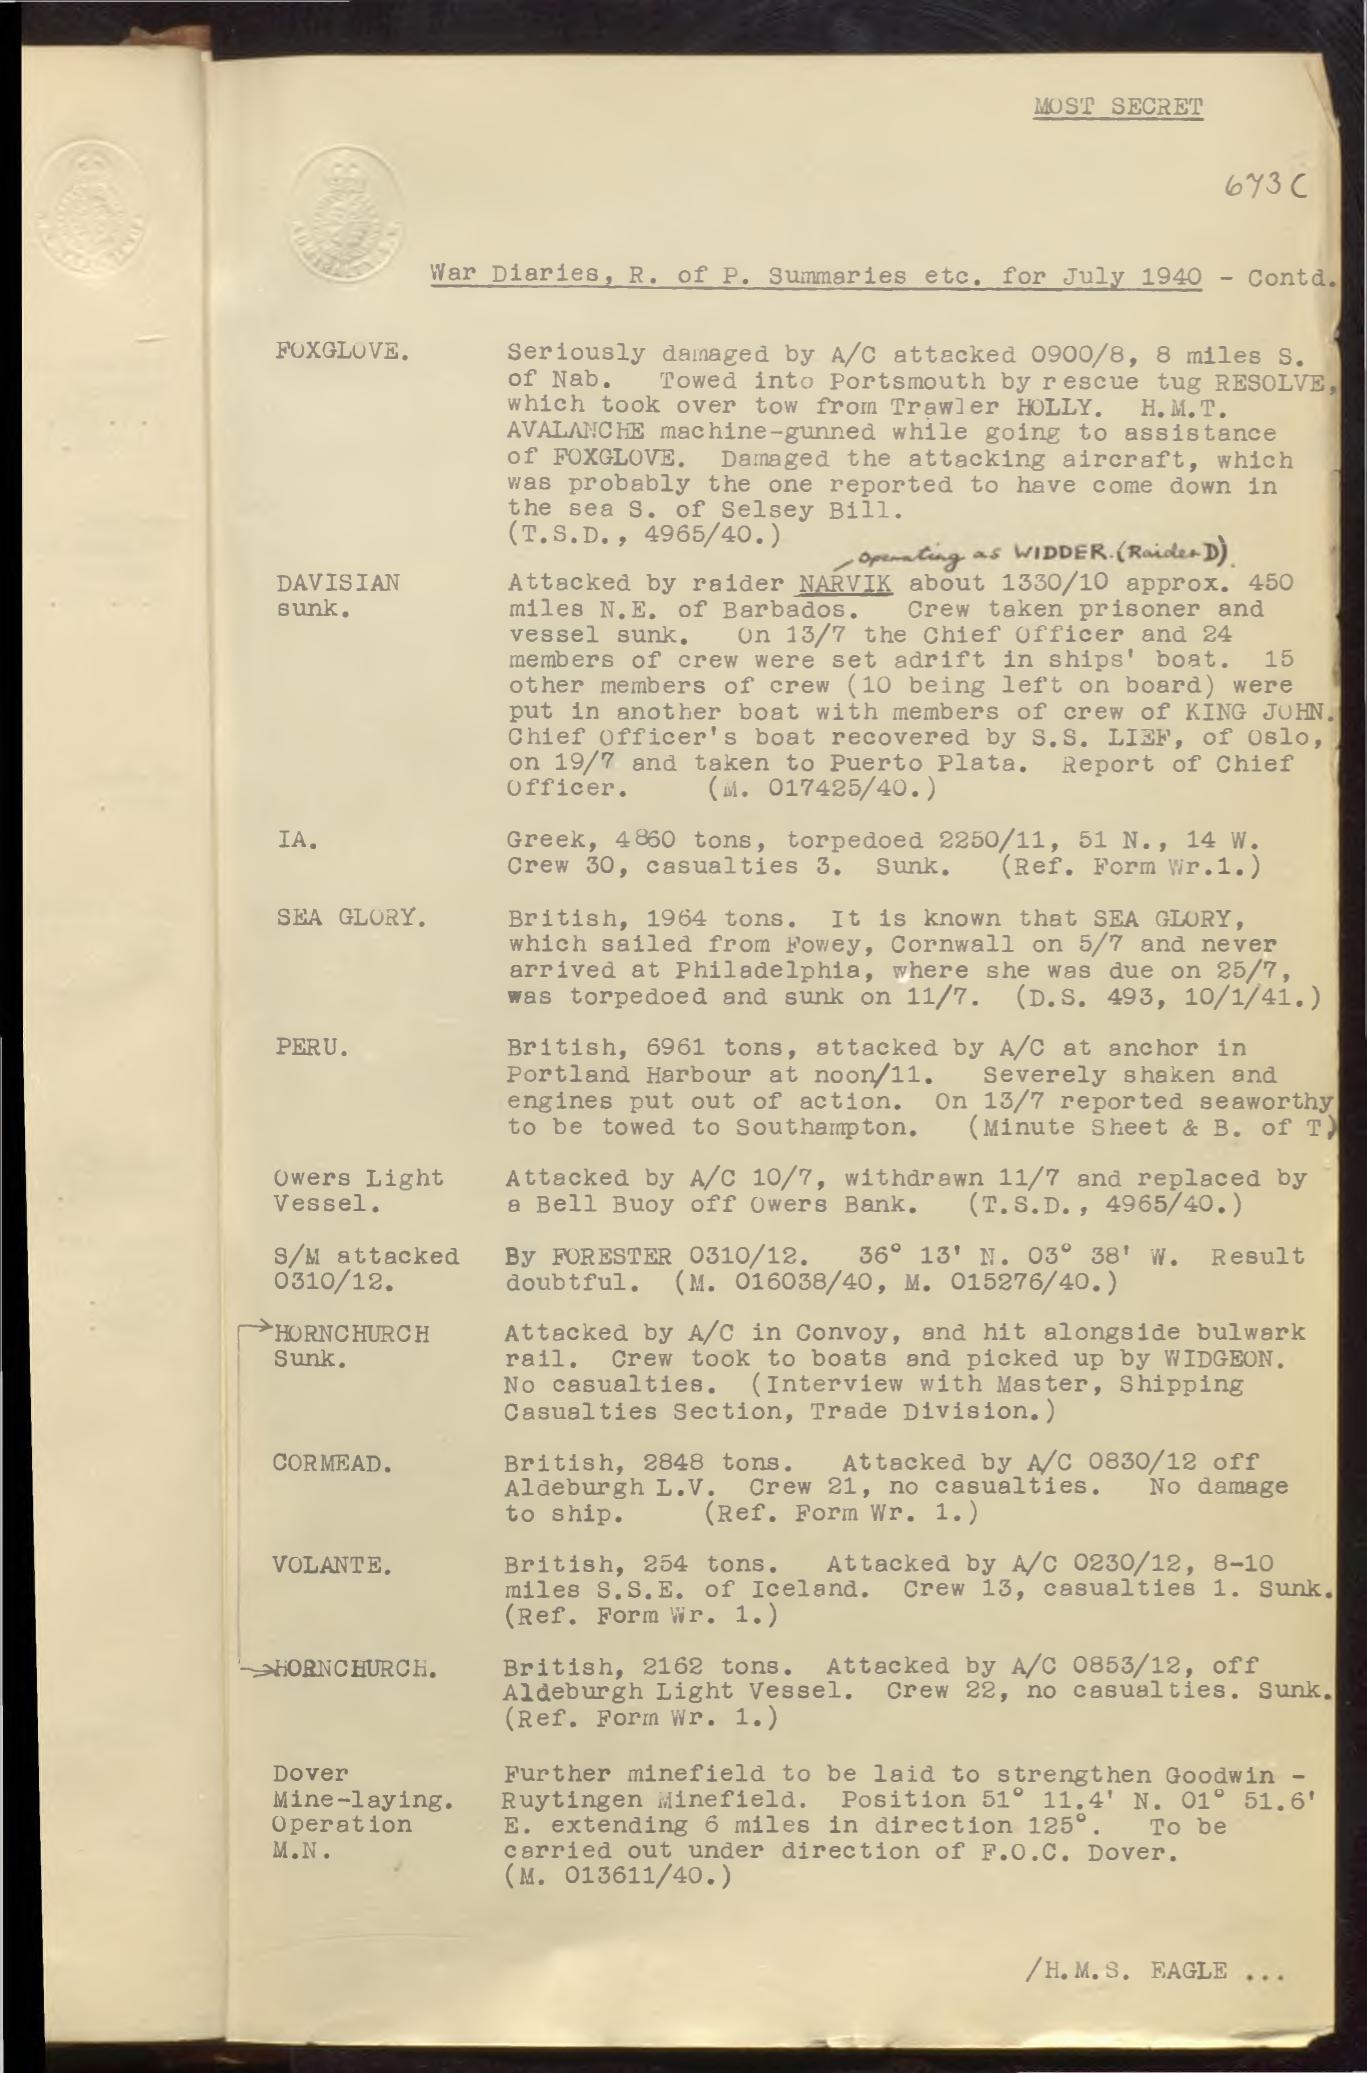 MOST SECRET
673C
War Diaries, R. of P. Summaries etc. for July 1940 - Contd.
FOXGLOVE. Seriously damaged by A/C attacked 0900/8, 8 miles S.
of Nab. Towed into Portsmouth by rescue tug RESOLVE,
which took over tow from Trawler HOLLY. H.M.T.
AVALANCHE machine-gunned while going to assistance
of FOXGLOVE. Damaged the attacking aircraft, which
was probably the one reported to have come down in
the sea S. of Selsey Bill.
(T.S.D., 4965/40.)
operating as WIDDER. (Raider D).
DAVISIAN Attacked by raider NARVIK about 1330/10 approx. 450
sunk. miles N.E. of Barbados. Crew taken prisoner and
vessel sunk. On 13/7 the Chief Officer and 24
members of crew were set adrift in ships' boat. 15
other members of crew (10 being left on board) were
put in another boat with members of crew of KING JOHN.
Chief Officer's boat recovered by S.S. LIEF, of Oslo,
on 19/7 and taken to Puerto Plata. Report of Chief
Officer. (M. 017425/40.)
IA. Greek, 4860 tons, torpedoed 2250/11, 51 N., 14 W.
Crew 30, casualties 3. Sunk. (Ref. Form Wr.1.)
SEA GLORY. British, 1964 tons. It is known that SEA GLORY,
which sailed from Fowey, Cornwall on 5/7 and never
arrived at Philadelphia, where she was due on 25/7,
was torpedoed and sunk on 11/7. (D.S. 493, 10/1/41.)
PERU. British, 6961 tons, attacked by A/C at anchor in
Portland Harbour at noon/11. Severely shaken and
engines put out of action. On 13/7 reported seaworthy
to be towed to Southampton. (Minute Sheet & B. of T)
Owers Light Attacked by A/C 10/7, withdrawn 11/7 and replaced by
Vessel. a Bell Buoy off Owers Bank. (T.S.D., 4965/40.)
S/M attacked By FORESTER 0310/12. 36° 13' N. 03° 38' W. Result
0310/12. doubtful. (M. 016038/40, M. 015276/40.)
HORNCHURCH Attacked by A/C in Convoy, and hit alongside bulwark
Sunk. rail. Crew took to boats and picked up by WIDGEON.
No casualties. (Interview with Master, Shipping
Casualties Section, Trade Division.)
CORMEAD. British, 2848 tons. Attacked by A/C 0830/12 off
Aldeburgh L.V. Crew 21, no casualties. No damage
to ship. (Ref. Form Wr. 1.)
VOLANTE. British, 254 tons. Attacked by A/C 0230/12, 8-10
miles S.S.E. of Iceland. Crew 13, casualties 1. Sunk.
(Ref. Form Wr. 1.)
HORNCHURCH. British, 2162 tons. Attacked by A/C 0853/12, off
Aldeburgh Light Vessel. Crew 22, no casualties. Sunk.
(Ref. Form Wr. 1.)
Dover Further minefield to be laid to strengthen Goodwin -
Mine-laying. Ruytingen Minefield. Position 51° 11.4' N. 01° 51.6'
Operation E. extending 6 miles in direction 125°. To be
M.N. carried out under direction of F.O.C. Dover.
(M. 013611/40.)
/H.M.S. EAGLE ...